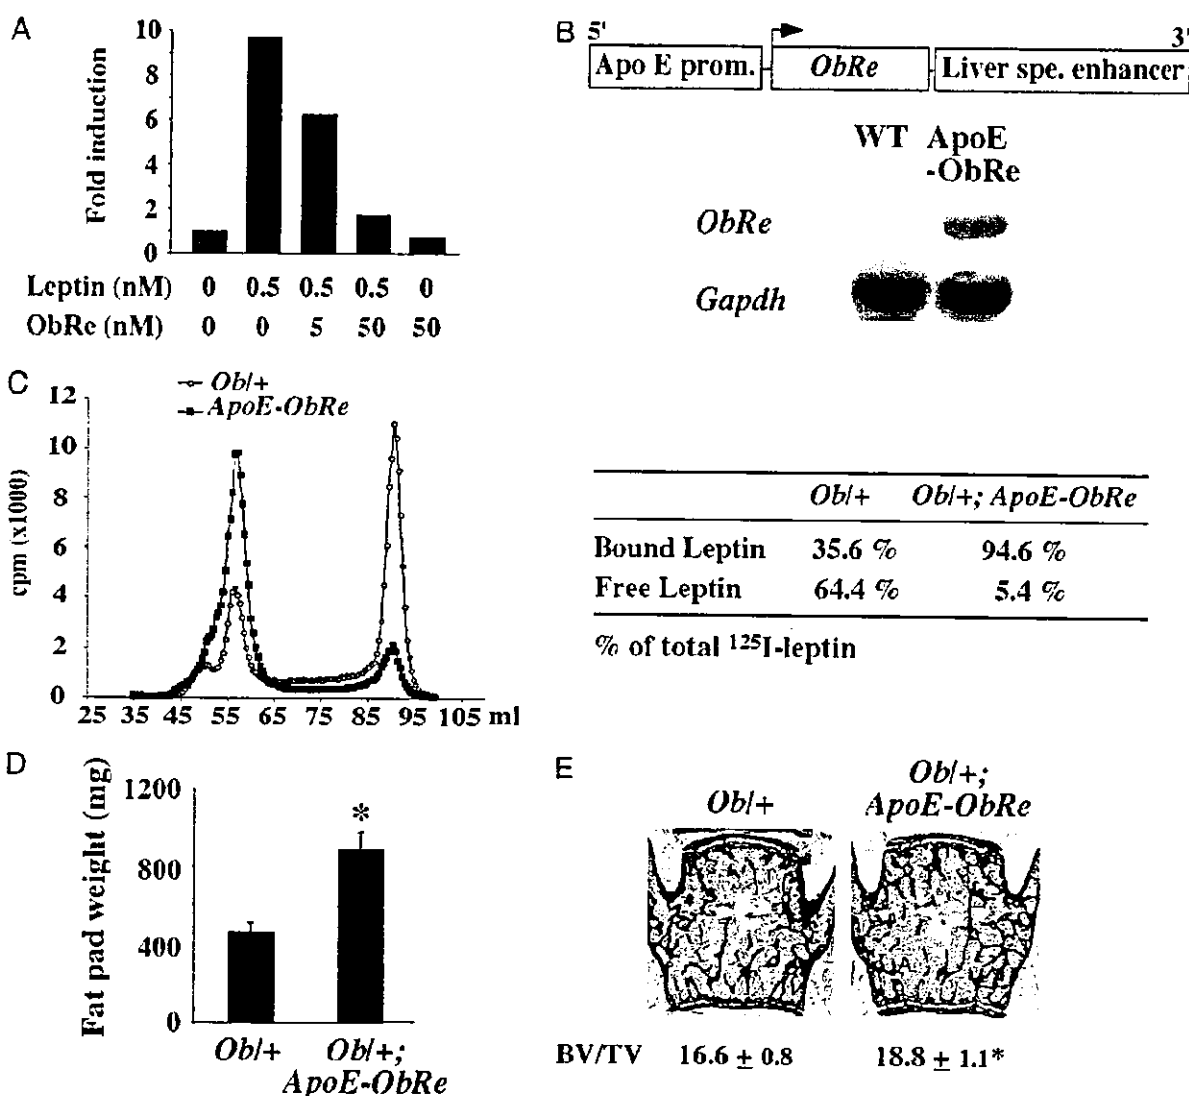 A
10
8
6
4
2
0
Fold induction
Leptin (nM) 0 0.5 0.5 0.5 0
ObRe (nM) 0 0 5 50 50
B 5' 3'
Apo E prom. ObRe Liver spe. enhancer
WT ApoE
-ObRe
ObRe
Gapdh
C
Ob/+
ApoE-ObRe
12
10
8
6
4
2
0
cpm (x1000)
25 35 45 55 65 75 85 95 105 ml
Ob/+ Ob/+; ApoE-ObRe
Bound Leptin 35.6 % 94.6 %
Free Leptin 64.4 % 5.4 %
% of total ¹²⁵I-leptin
D
1200
800
400
0
Fat pad weight (mg)
*
Ob/+ Ob/+;
ApoE-ObRe
E
Ob/+ Ob/+;
ApoE-ObRe
BV/TV 16.6 ± 0.8 18.8 ± 1.1*